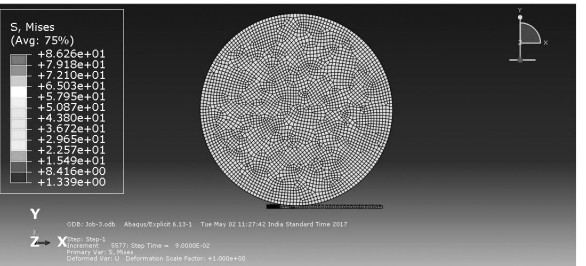 S, Mises
(Avg: 75%)
+8.626e+01
+7.918e+01
+7.210e+01
+6.503e+01
+5.795e+01
+5.087e+01
+4.380e+01
+3.672e+01
+2.965e+01
+2.257e+01
+1.549e+01
+8.416e+00
+1.339e+00
Y
X
Y
Z
X
ODB: Job-3.odb Abaqus/Explicit 6.13-1 Tue May 02 11:27:42 India Standard Time 2017
Step: Step-1
Increment 5577: Step Time = 9.0000E-02
Primary Var: S, Mises
Deformed Var: U Deformation Scale Factor: +1.000e+00